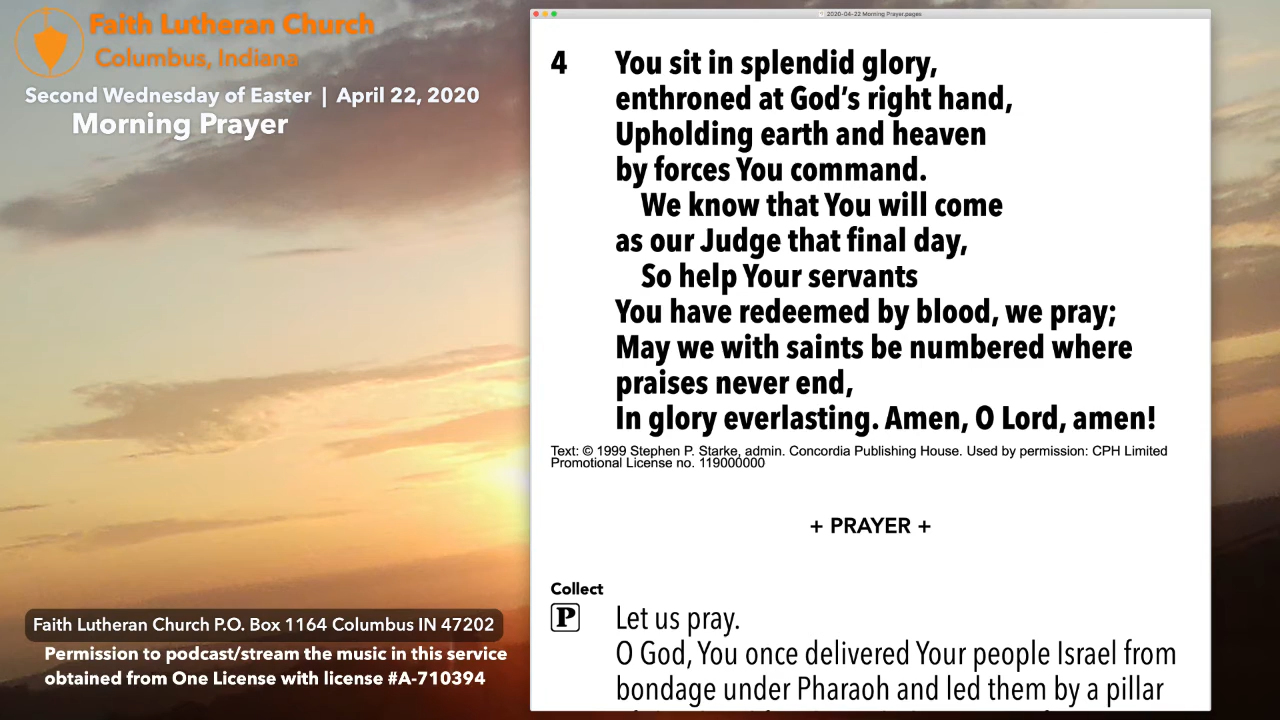 Faith Lutheran Church
Columbus, Indiana
Second Wednesday of Easter | April 22, 2020
Morning Prayer
2020-04-22 Morning Prayer.pages
4 You sit in splendid glory,
enthroned at God’s right hand,
Upholding earth and heaven
by forces You command.
We know that You will come
as our Judge that final day,
So help Your servants
You have redeemed by blood, we pray;
May we with saints be numbered where
praises never end,
In glory everlasting. Amen, O Lord, amen!
Text: © 1999 Stephen P. Starke, admin. Concordia Publishing House. Used by permission: CPH Limited
Promotional License no. 119000000
+ PRAYER +
Collect
P Let us pray.
O God, You once delivered Your people Israel from
bondage under Pharaoh and led them by a pillar
Faith Lutheran Church P.O. Box 1164 Columbus IN 47202
Permission to podcast/stream the music in this service
obtained from One License with license #A-710394